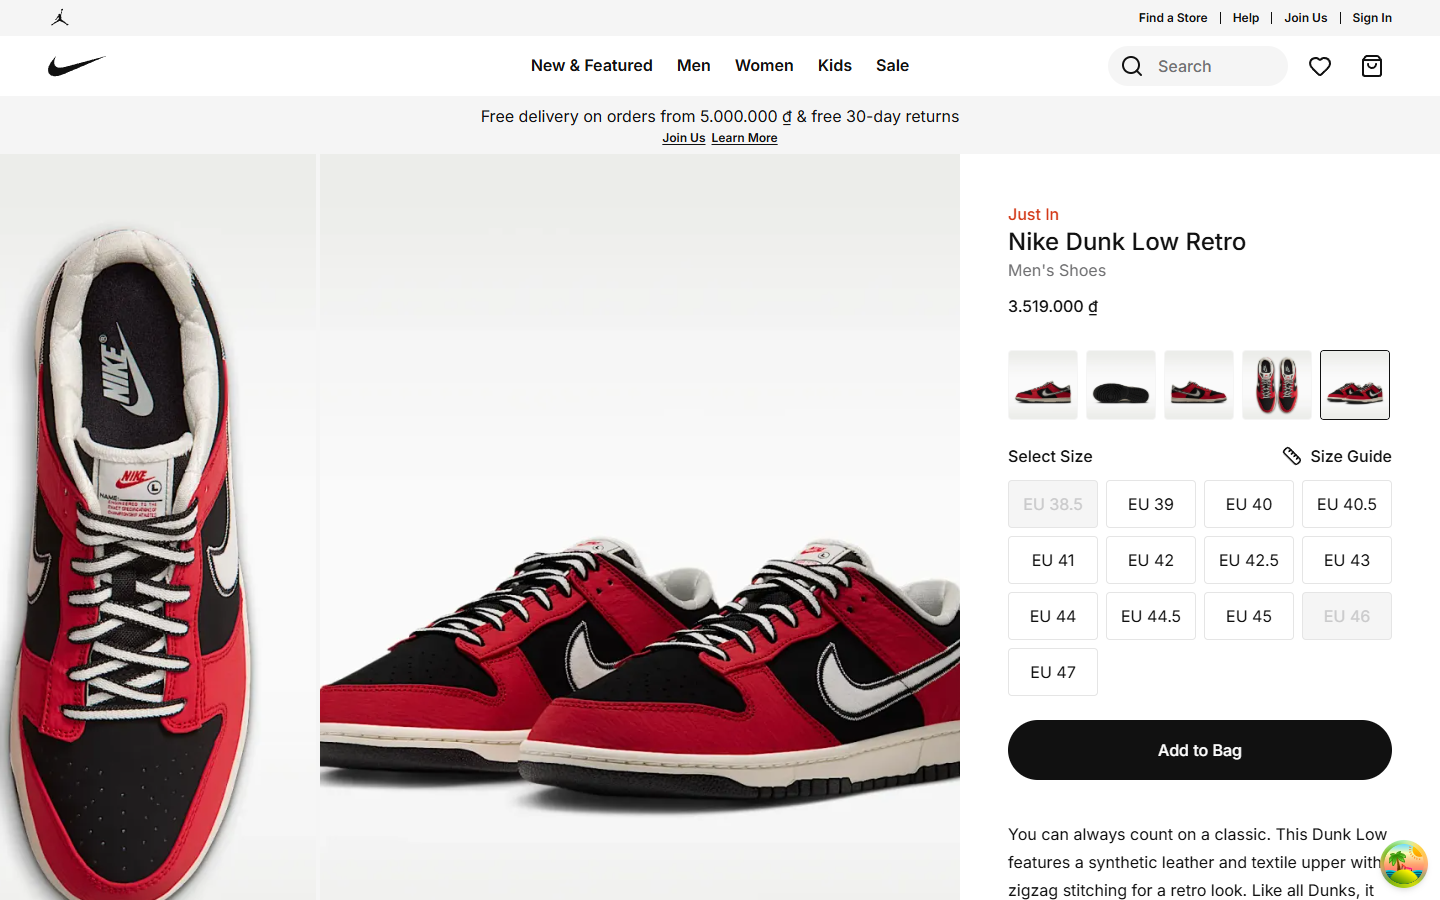 Find a Store
Help
Join Us
Sign In
New & Featured
Men
Women
Kids
Sale
Search
Free delivery on orders from 5.000.000 ₫ & free 30-day returns
Join Us Learn More
NIKE
NIKE
NAME:
L
Just In
Nike Dunk Low Retro
Men's Shoes
3.519.000 ₫
Select Size
Size Guide
EU 38.5
EU 39
EU 40
EU 40.5
EU 41
EU 42
EU 42.5
EU 43
EU 44
EU 44.5
EU 45
EU 46
EU 47
Add to Bag
You can always count on a classic. This Dunk Low
features a synthetic leather and textile upper with
zigzag stitching for a retro look. Like all Dunks, it